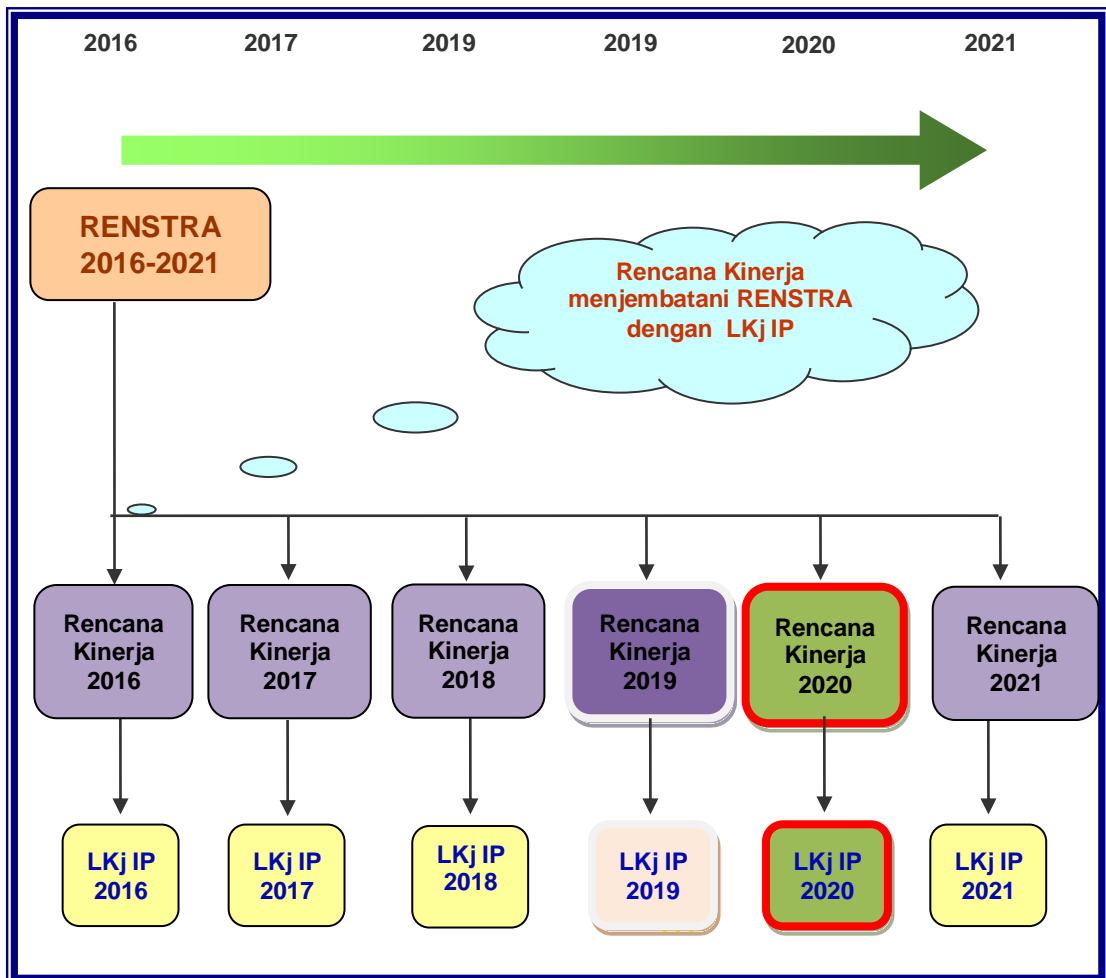 2016 2017 2019 2019 2020 2021
RENSTRA
2016-2021
Rencana Kinerja
menjembatani RENSTRA
dengan LKj IP
Rencana
Kinerja
2016
Rencana
Kinerja
2017
Rencana
Kinerja
2018
Rencana
Kinerja
2019
Rencana
Kinerja
2020
Rencana
Kinerja
2021
LKj IP
2016
LKj IP
2017
LKj IP
2018
LKj IP
2019
LKj IP
2020
LKj IP
2021